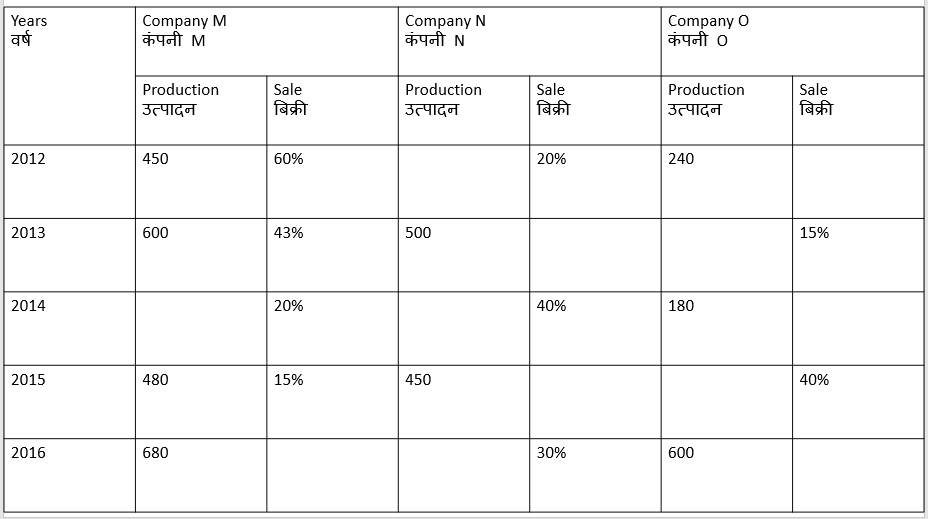 Years
वर्ष
Company M
कंपनी M
Company N
कंपनी N
Company O
कंपनी O
Production
उत्पादन
Sale
बिक्री
Production
उत्पादन
Sale
बिक्री
Production
उत्पादन
Sale
बिक्री
2012 450 60% 20% 240
2013 600 43% 500 15%
2014 20% 40% 180
2015 480 15% 450 40%
2016 680 30% 600